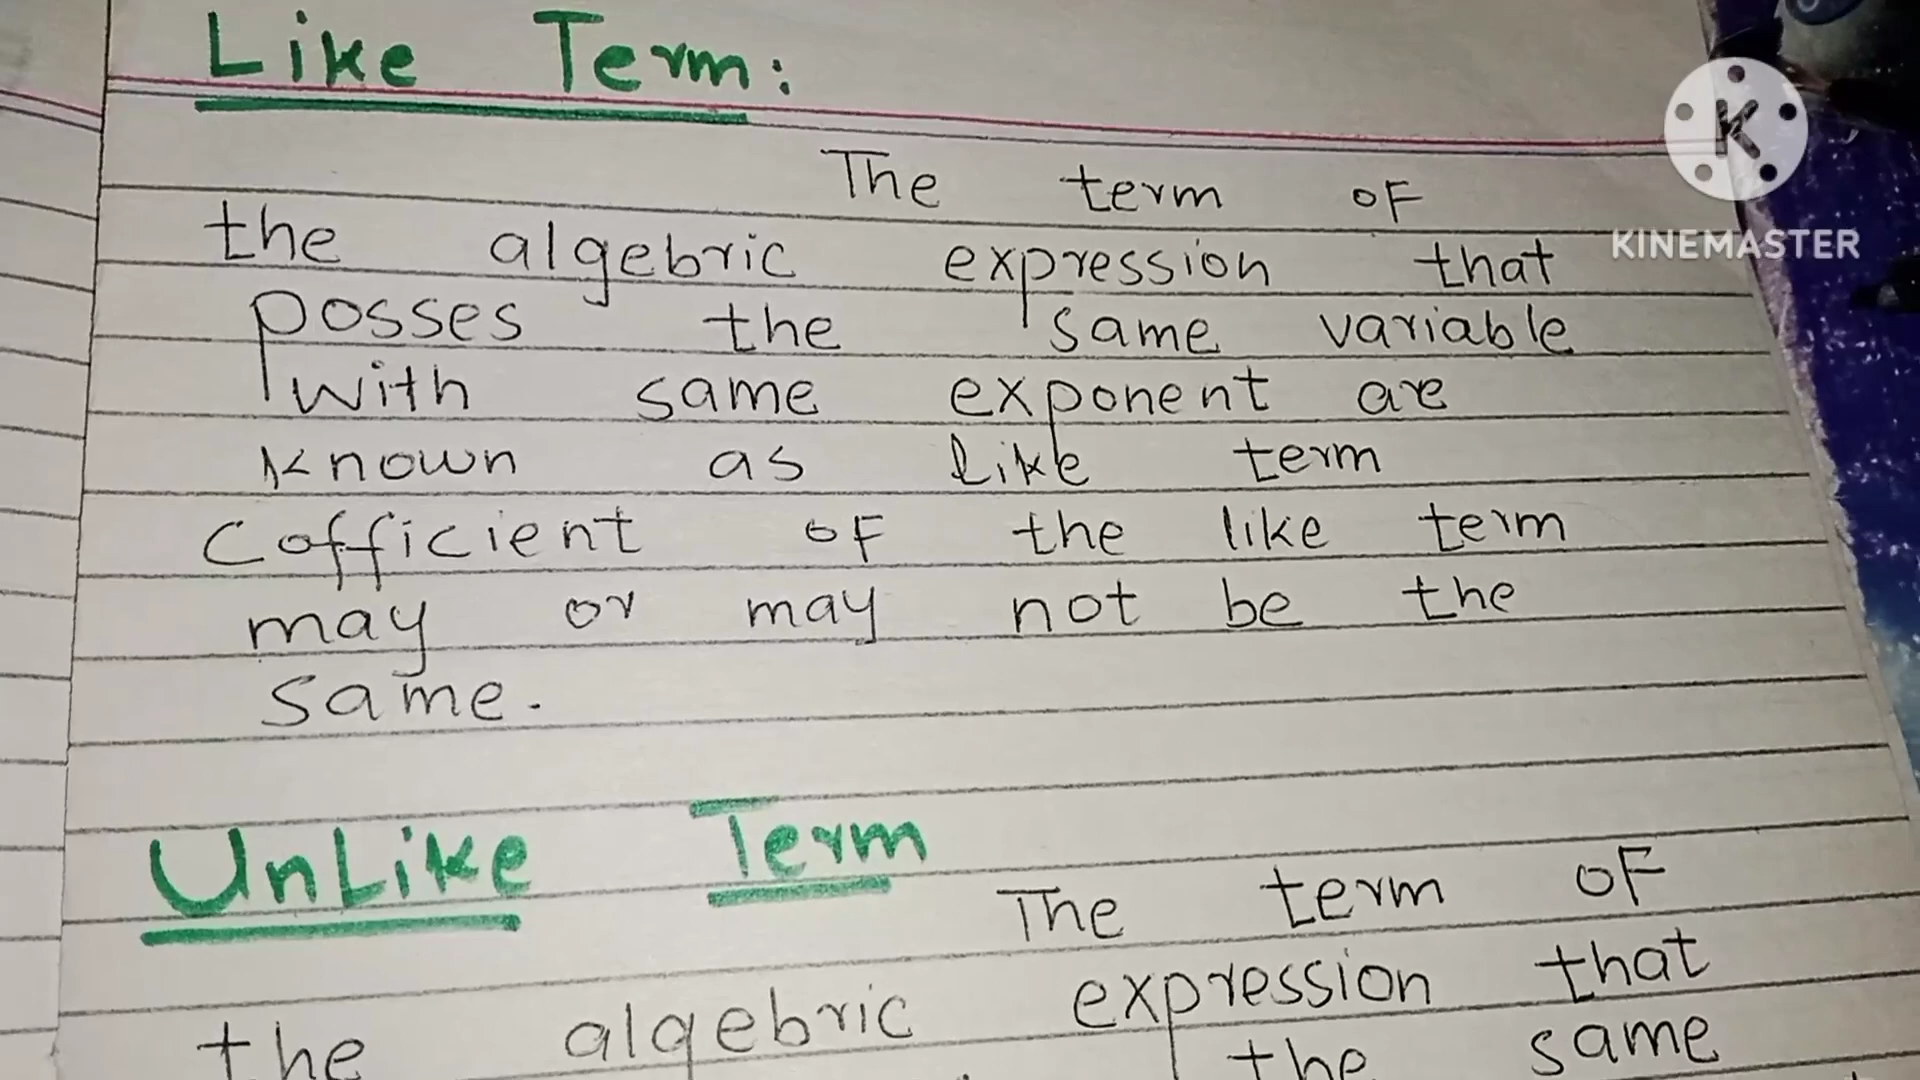 Like Term:
The term of
the algebric expression that
posses the same variable
with same exponent are
known as like term
Cofficient of the like term
may or may not be the
same.
UnLike Term
The term of
the algebric expression that
the same
K
KINEMASTER